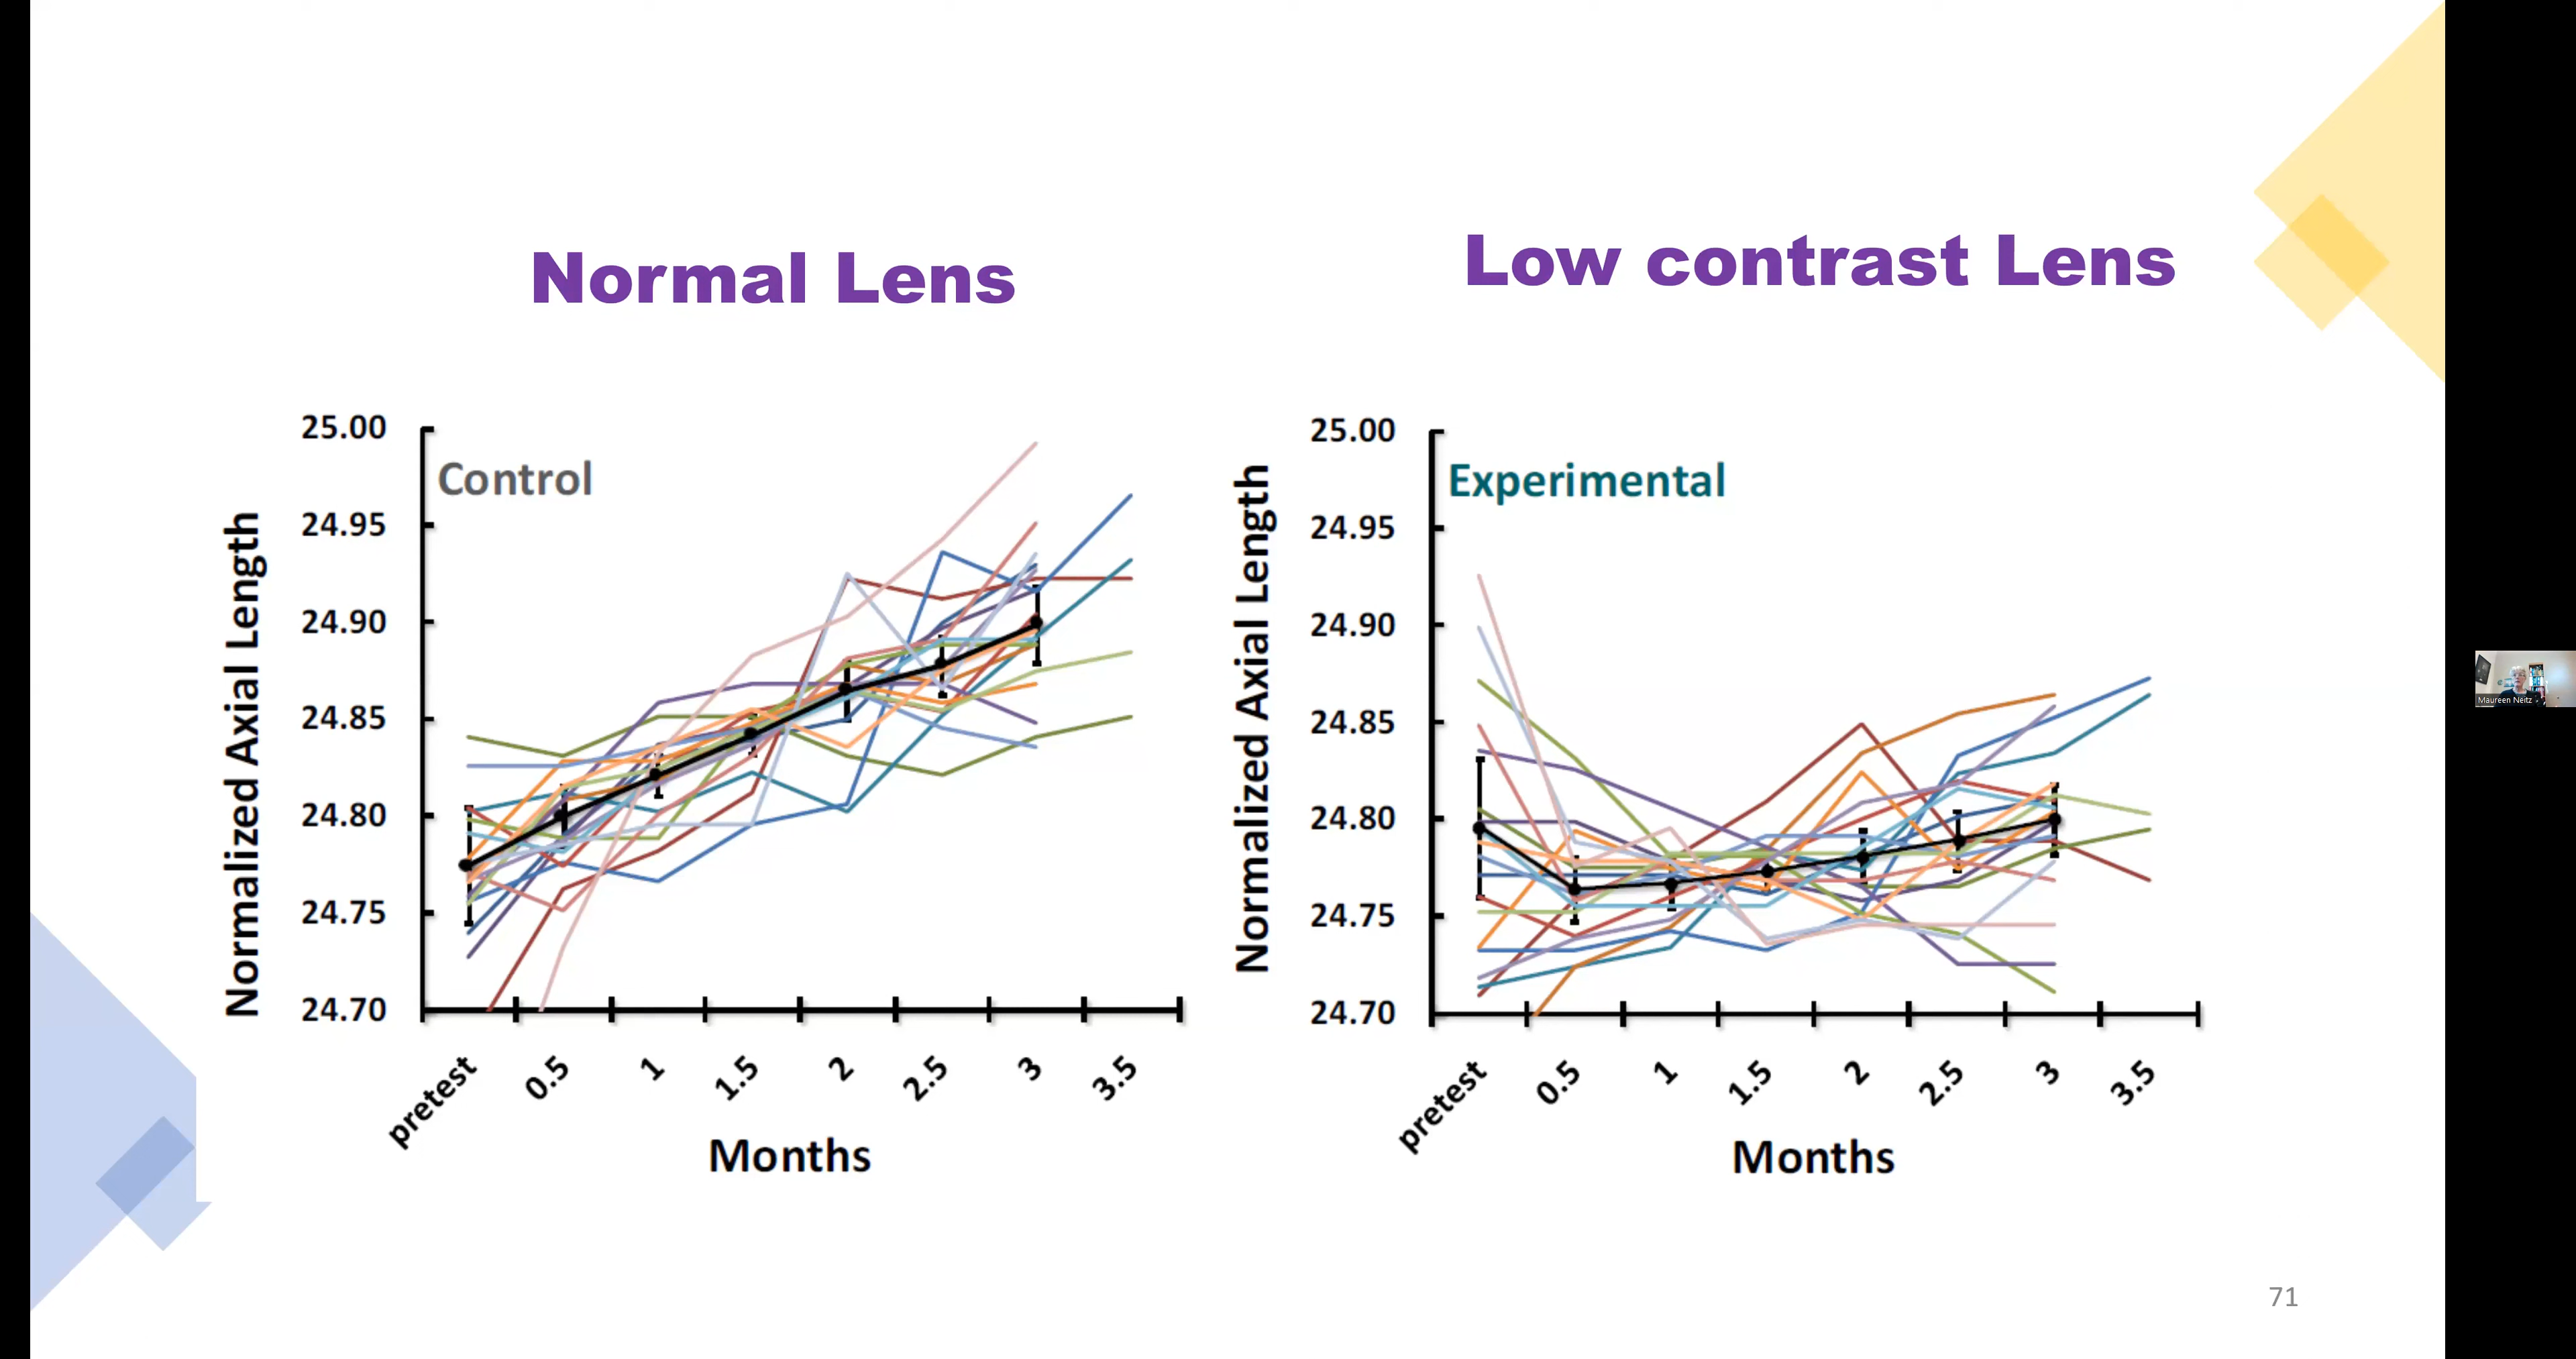 Normal Lens
Low contrast Lens
Control
Normalized Axial Length
25.00
24.95
24.90
24.85
24.80
24.75
24.70
pretest
0.5
1
1.5
2
2.5
3
3.5
Months
Experimental
Normalized Axial Length
25.00
24.95
24.90
24.85
24.80
24.75
24.70
pretest
0.5
1
1.5
2
2.5
3
3.5
Months
Maureen Neitz
71